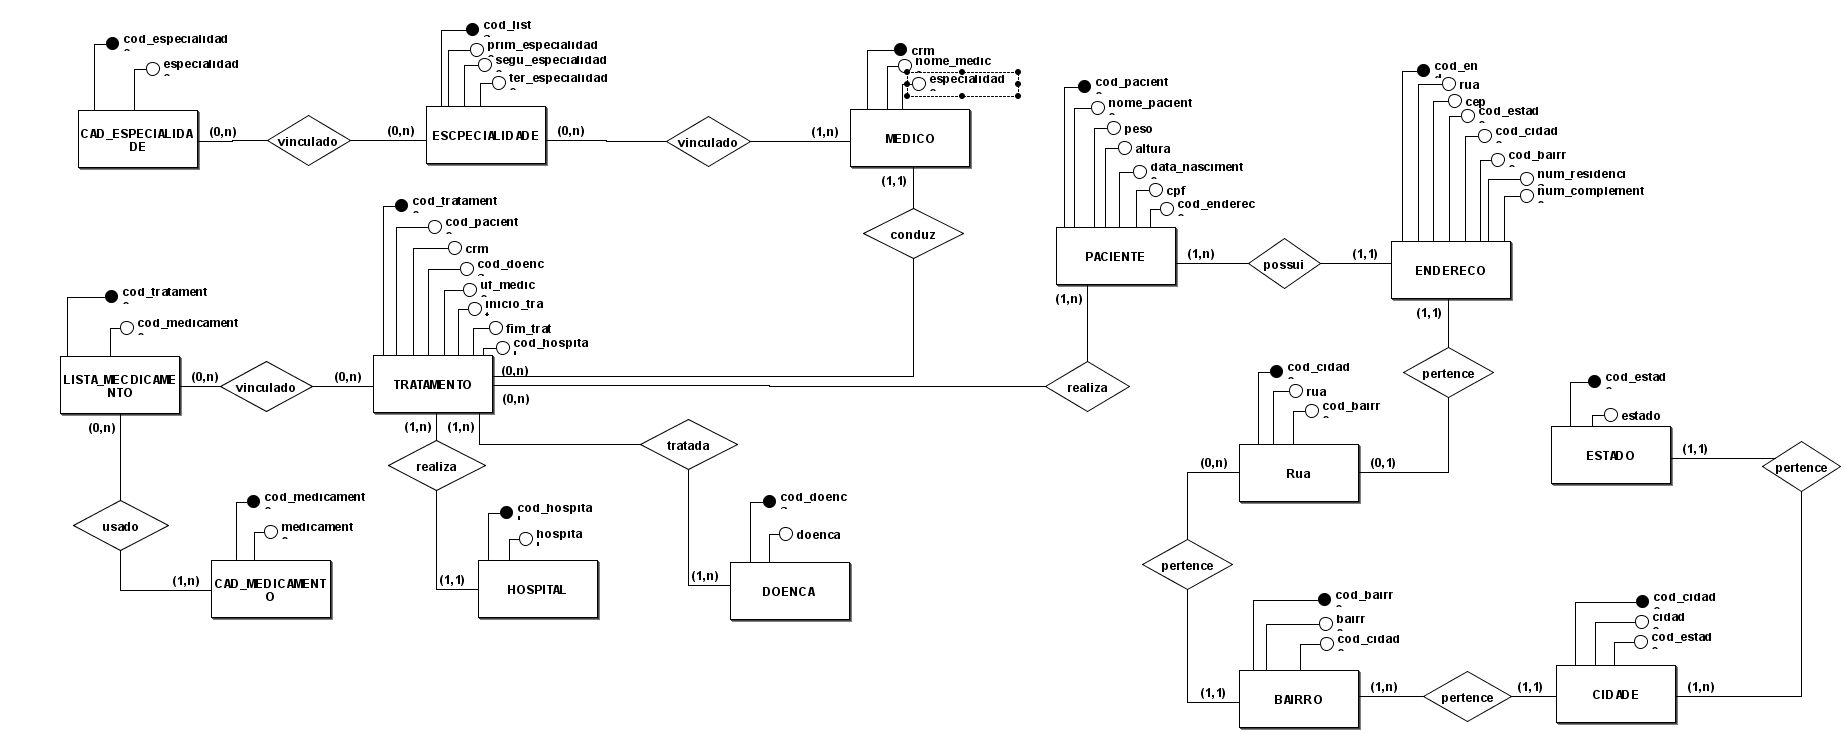 cod_especialidad
especialidad
CAD_ESPECIALIDA
DE
(0,n)
vinculado
(0,n)
cod_list
prim_especialidad
segu_especialidad
ter_especialidad
ESCPECIALIDADE
(0,n)
vinculado
(1,n)
crm
nome_medic
especialidad
MEDICO
(1,1)
conduz
cod_pacient
nome_pacient
peso
altura
data_nasciment
cpf
cod_enderec
PACIENTE
(1,n)
possui
(1,1)
(1,n)
cod_en
rua
cep
cod_estad
cod_cidad
cod_bairr
num_residenci
num_complement
ENDERECO
(1,1)
pertence
cod_tratament
cod_pacient
crm
cod_doenc
uf_medic
inicio_tra
fim_trat
cod_hospita
TRATAMENTO
(0,n)
(0,n)
realiza
cod_tratament
cod_medicament
LISTA_MECDICAME
NTO
(0,n)
vinculado
(0,n)
(0,n)
usado
(1,n)
cod_medicament
medicament
CAD_MEDICAMENT
O
(1,n)
(1,n)
realiza
(1,1)
cod_hospita
l
hospita
l
HOSPITAL
tratada
(1,n)
cod_doenc
doenca
DOENCA
cod_cidad
rua
cod_bairr
Rua
(0,n)
(0,1)
pertence
(1,1)
cod_estad
estado
ESTADO
(1,1)
pertence
cod_bairr
bairr
cod_cidad
BAIRRO
(1,n)
pertence
(1,1)
cod_cidad
cidad
cod_estad
CIDADE
(1,n)